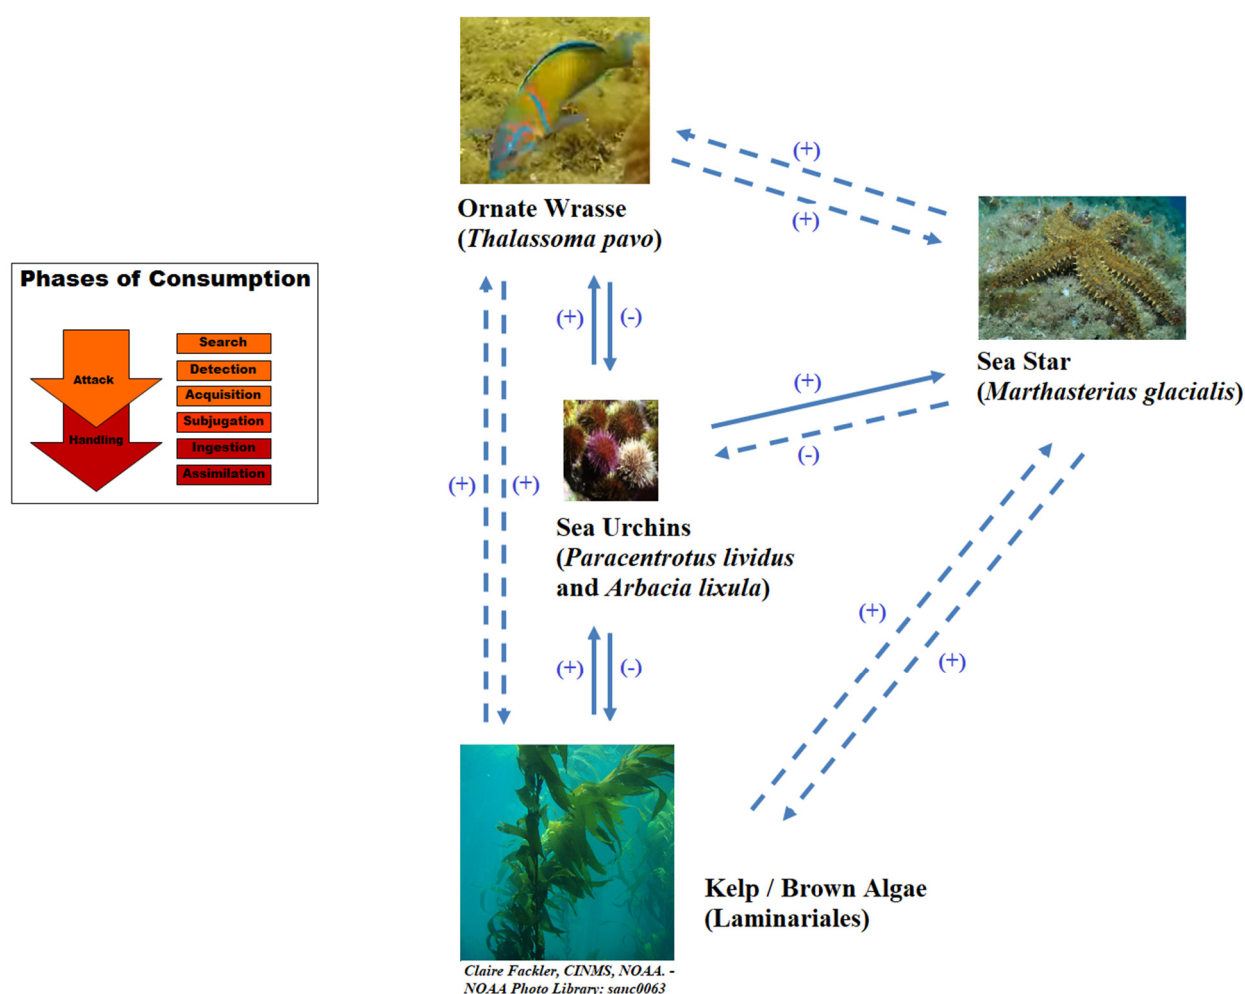 Ornate Wrasse
(Thalassoma pavo)
(+)
(+)
Sea Star
(Marthasterias glacialis)
Phases of Consumption
Attack
Handling
Search
Detection
Acquisition
Subjugation
Ingestion
Assimilation
(+)
(-)
(+)
(-)
Sea Urchins
(Paracentrotus lividus
and Arbacia lixula)
(+)
(+)
(+)
(-)
(+)
(+)
Kelp / Brown Algae
(Laminariales)
Claire Fackler, CINMS, NOAA. -
NOAA Photo Library: sanc0063